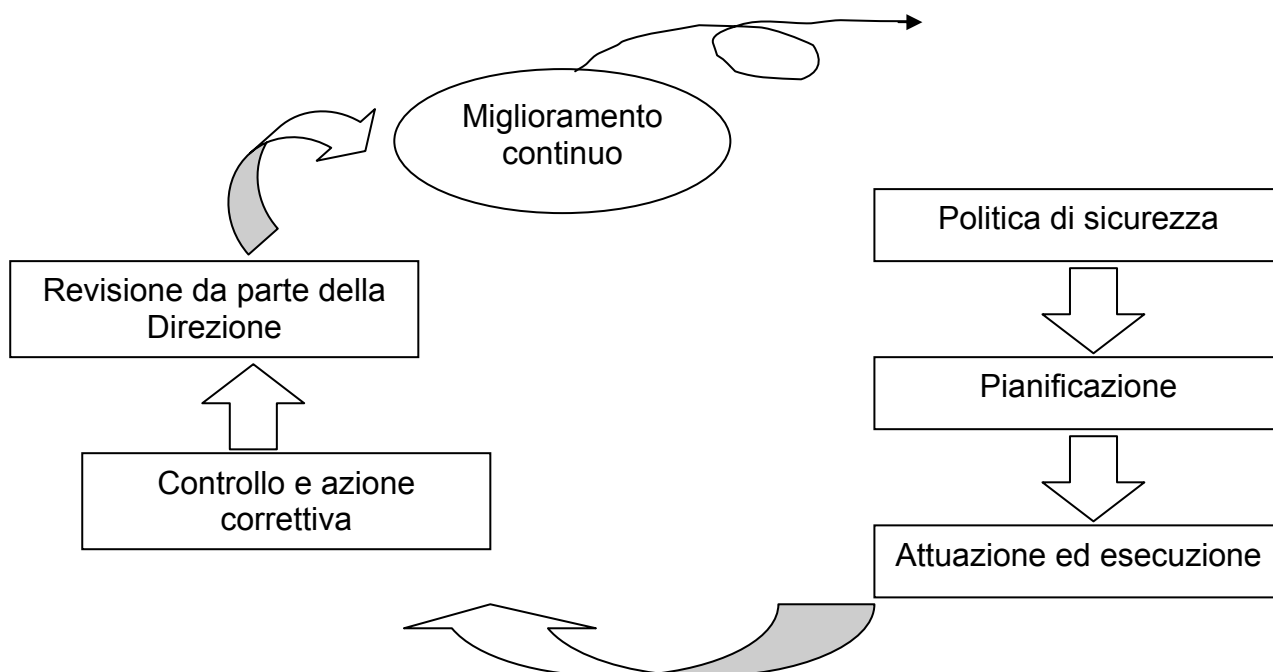 Miglioramento
continuo
Politica di sicurezza
Revisione da parte della
Direzione
Pianificazione
Controllo e azione
correttiva
Attuazione ed esecuzione